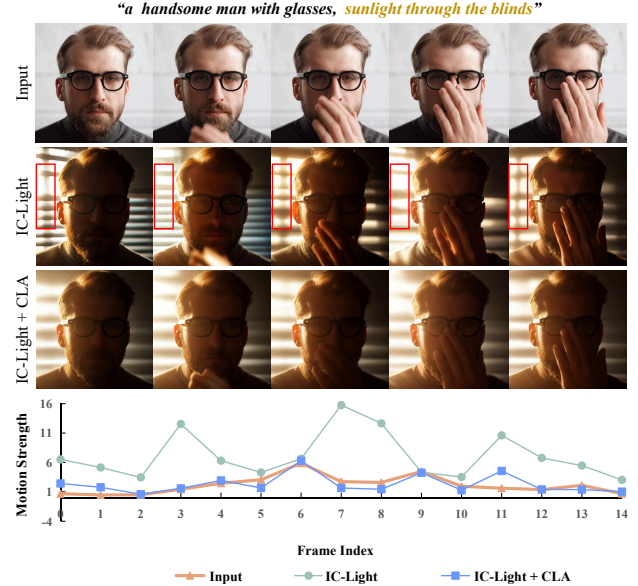 “a handsome man with glasses, sunlight through the blinds”
Input
IC-Light
IC-Light + CLA
Motion Strength
16
11
6
1
-4
0 1 2 3 4 5 6 7 8 9 10 11 12 13 14
Frame Index
Input IC-Light IC-Light + CLA